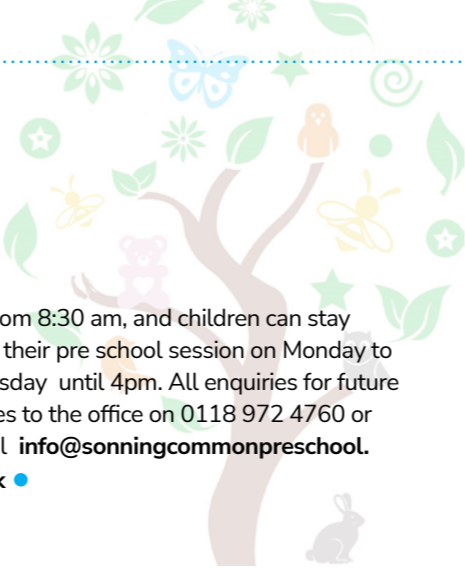 om 8:30 am, and children can stay
their pre school session on Monday to
sday until 4pm. All enquiries for future
es to the office on 0118 972 4760 or
l info@sonningcommonpreschool.
k